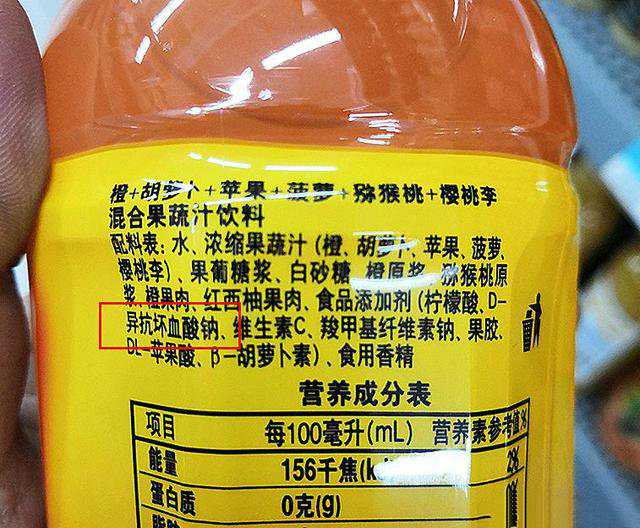 橙+胡萝卜+苹果+菠萝+猕猴桃+樱桃李
混合果蔬汁饮料
配料表：水、浓缩果蔬汁（橙、胡萝卜、苹果、菠萝、
樱桃李）、果葡糖浆、白砂糖、橙原浆、猕猴桃原
浆、橙果肉、红西柚果肉、食品添加剂（柠檬酸、D-
异抗坏血酸钠、维生素C、羧甲基纤维素钠、果胶、
DL-苹果酸、β-胡萝卜素）、食用香精
营养成分表
项目 每100毫升(mL) 营养素参考值%
能量 156千焦 2%
蛋白质 0克(g)